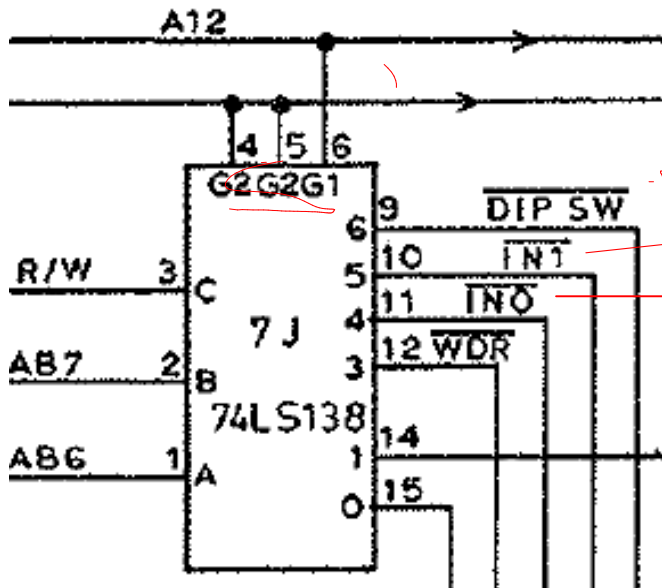 A12
4 5 6
G2 G2 G1
9 DIP SW
6
R/W 3 C
10 IN1
5
11 IN0
4
7J
12 WDR
3
AB7 2 B
74LS138
14
1
AB6 1 A
15
0